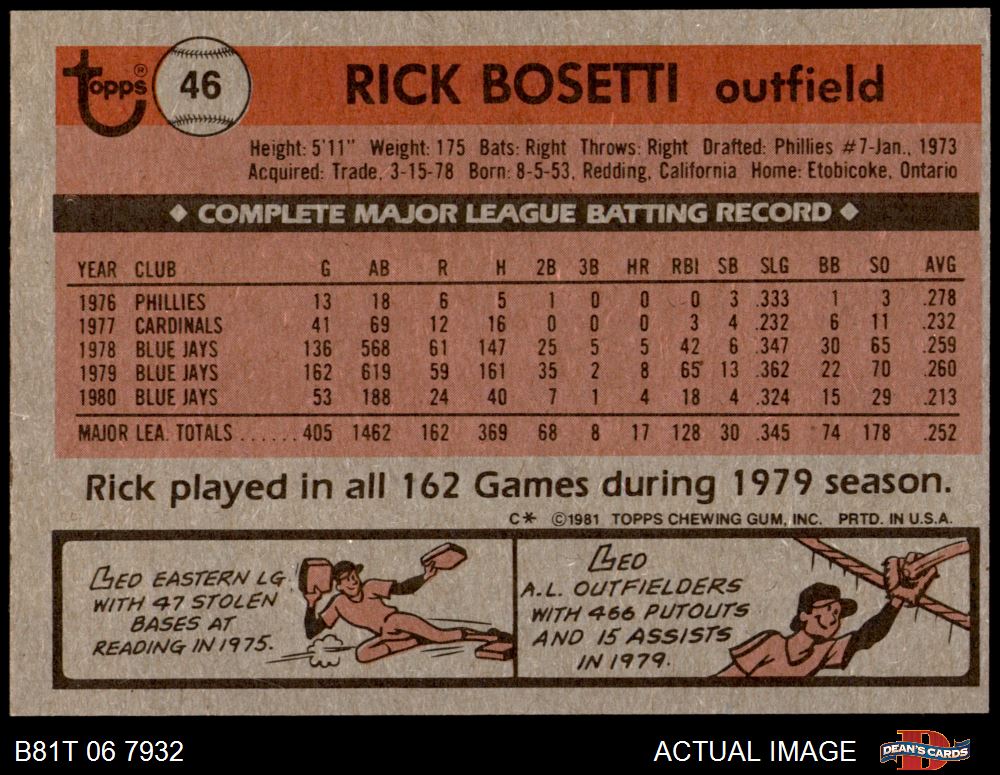 topps® 46 RICK BOSETTI outfield
Height: 5'11" Weight: 175 Bats: Right Throws: Right Drafted: Phillies #7-Jan., 1973
Acquired: Trade, 3-15-78 Born: 8-5-53, Redding, California Home: Etobicoke, Ontario
◆ COMPLETE MAJOR LEAGUE BATTING RECORD ◆
YEAR CLUB G AB R H 2B 3B HR RBI SB SLG BB SO AVG
1976 PHILLIES 13 18 6 5 1 0 0 0 3 .333 1 3 .278
1977 CARDINALS 41 69 12 16 0 0 0 3 4 .232 6 11 .232
1978 BLUE JAYS 136 568 61 147 25 5 5 42 6 .347 30 65 .259
1979 BLUE JAYS 162 619 59 161 35 2 8 65 13 .362 22 70 .260
1980 BLUE JAYS 53 188 24 40 7 1 4 18 4 .324 15 29 .213
MAJOR LEA. TOTALS ...... 405 1462 162 369 68 8 17 128 30 .345 74 178 .252
Rick played in all 162 Games during 1979 season.
C* ©1981 TOPPS CHEWING GUM, INC. PRTD. IN U.S.A.
LED EASTERN LG
WITH 47 STOLEN
BASES AT
READING IN 1975.
LED
A.L. OUTFIELDERS
WITH 466 PUTOUTS
AND 15 ASSISTS
IN 1979.
B81T 06 7932 ACTUAL IMAGE DEAN'S CARDS